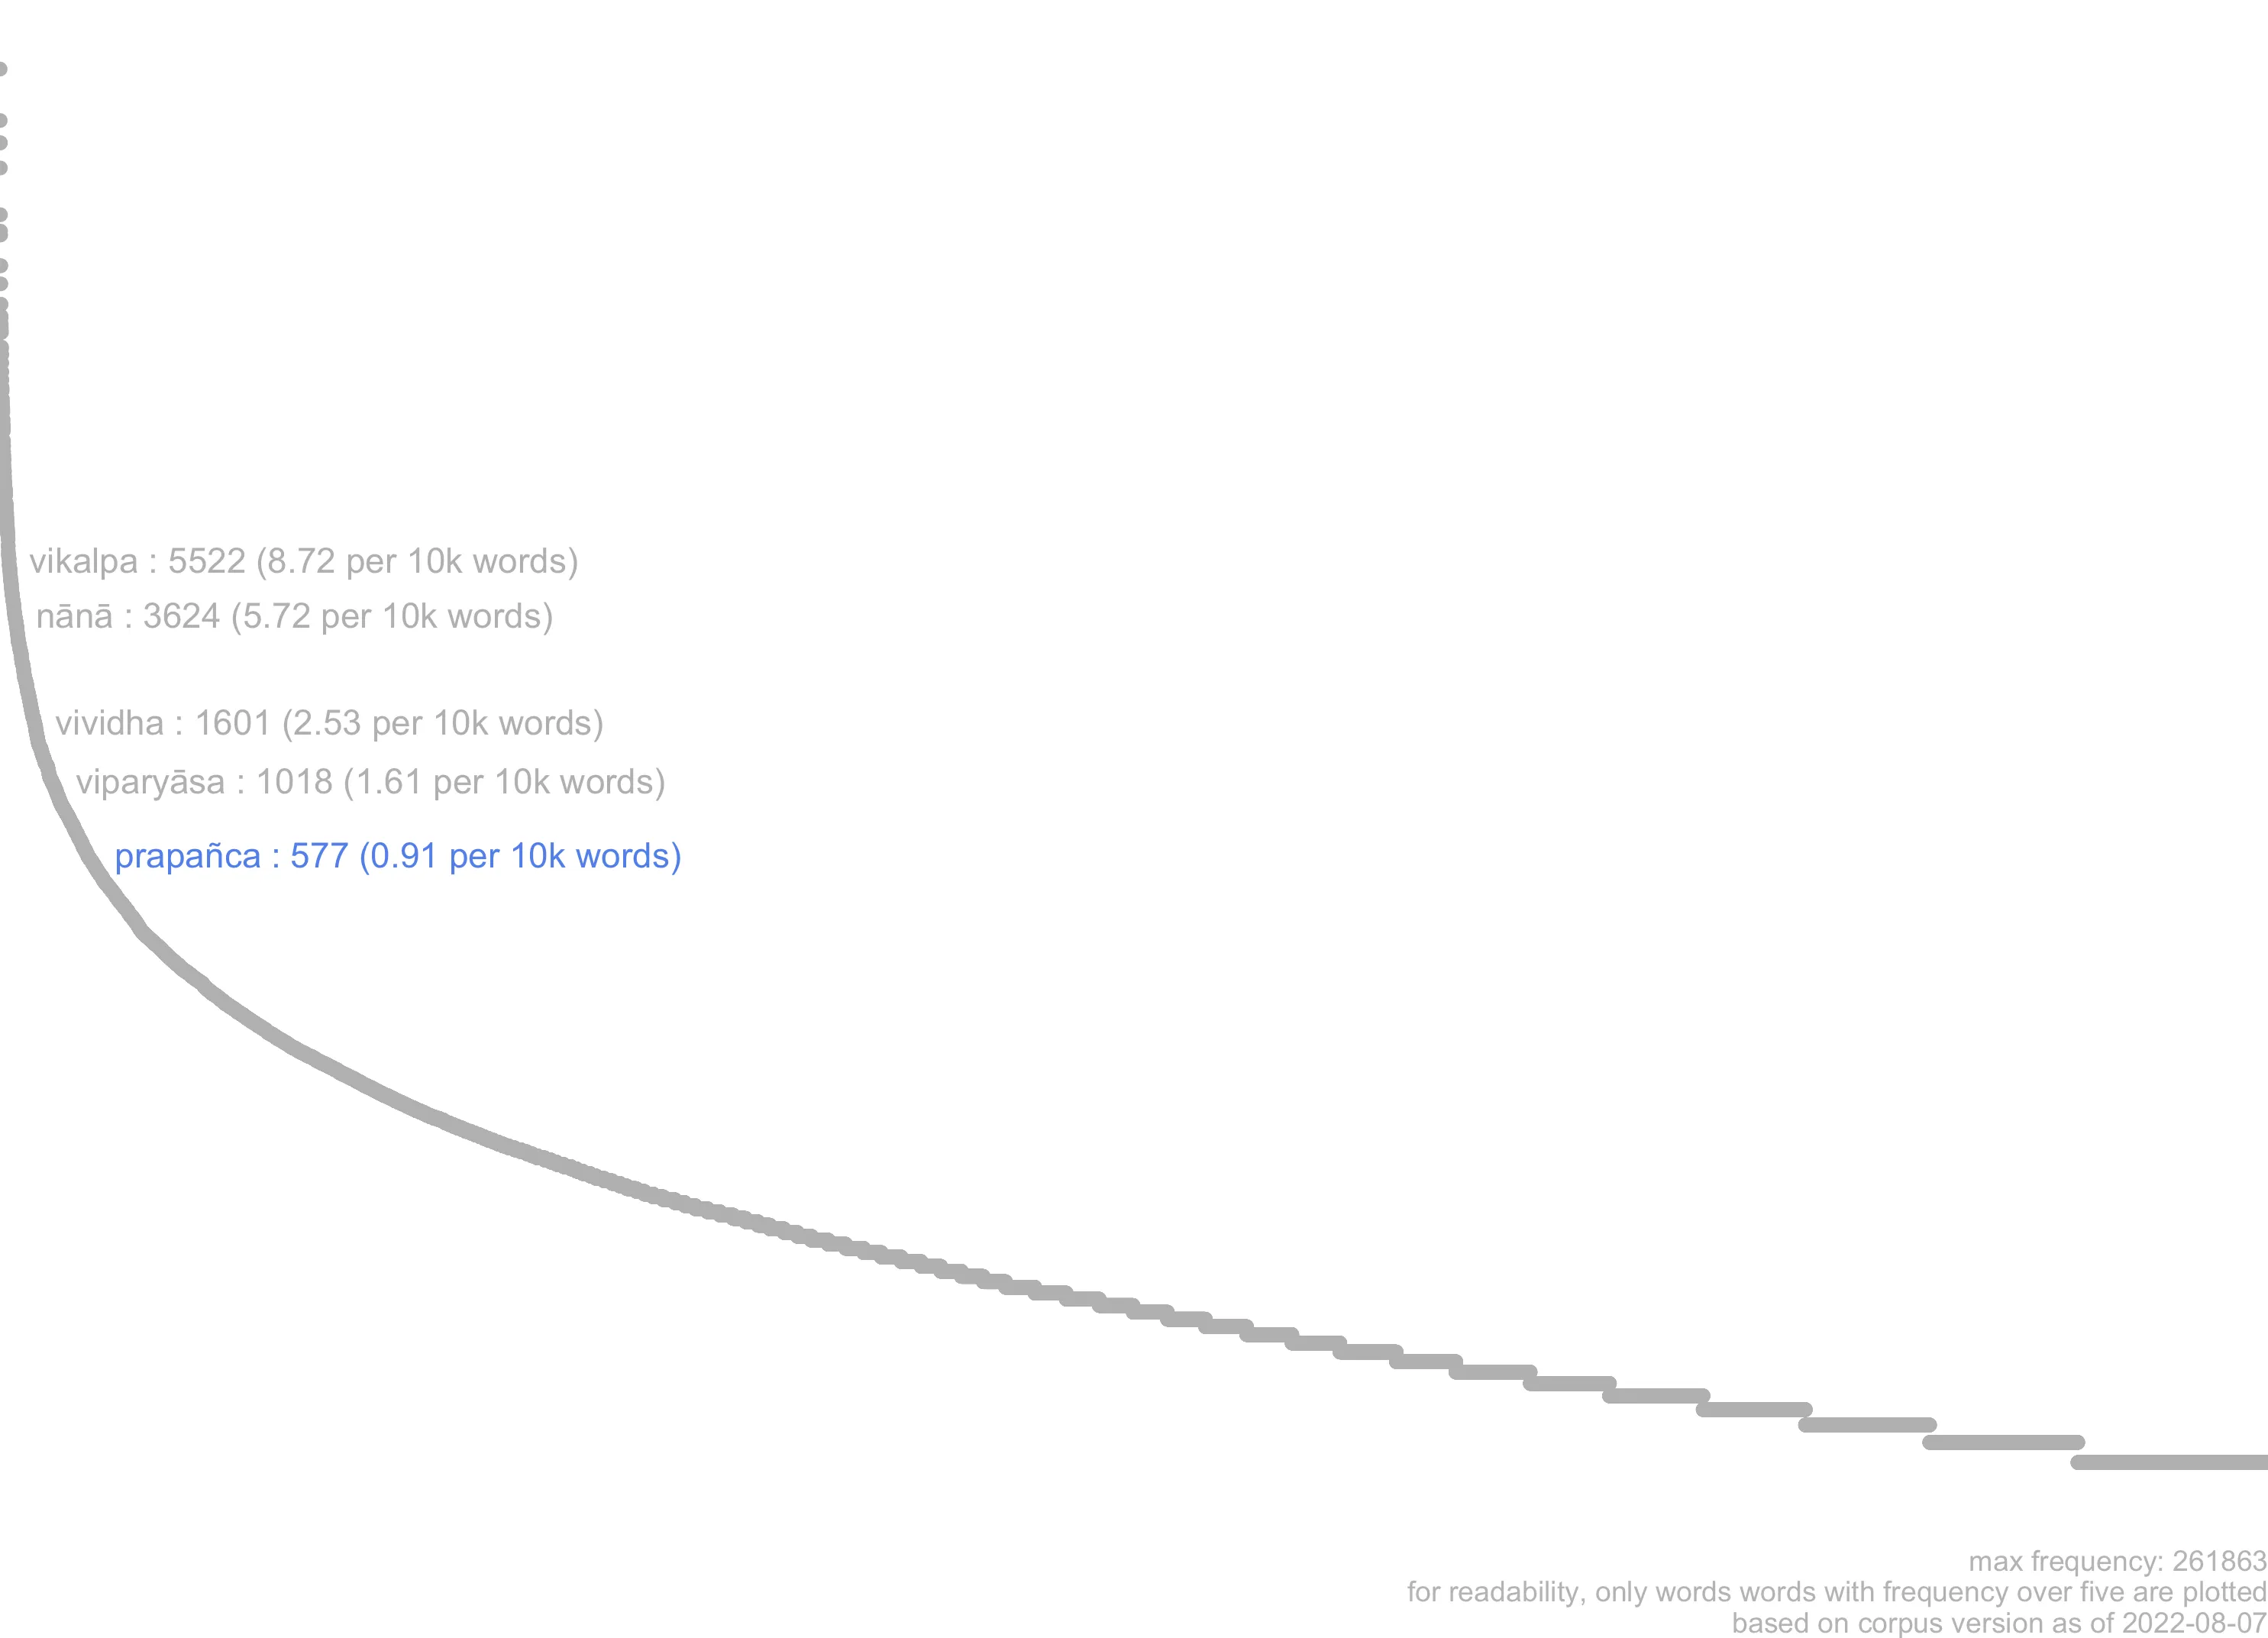 vikalpa : 5522 (8.72 per 10k words)
nānā : 3624 (5.72 per 10k words)
vividha : 1601 (2.53 per 10k words)
viparyāsa : 1018 (1.61 per 10k words)
prapañca : 577 (0.91 per 10k words)
max frequency: 261863
for readability, only words words with frequency over five are plotted
based on corpus version as of 2022-08-07